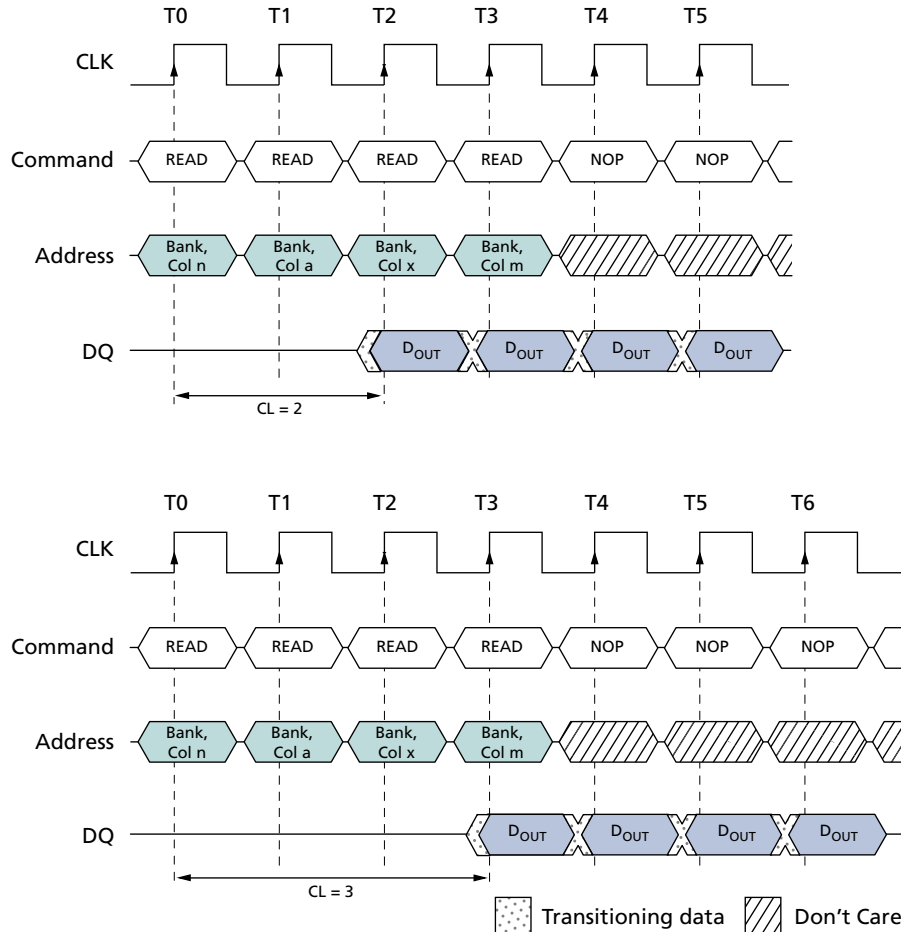 T0 T1 T2 T3 T4 T5
CLK
Command READ READ READ READ NOP NOP
Address Bank, Bank, Bank, Bank,
Col n Col a Col x Col m
DQ DOUT DOUT DOUT DOUT
CL = 2
T0 T1 T2 T3 T4 T5 T6
CLK
Command READ READ READ READ NOP NOP NOP
Address Bank, Bank, Bank, Bank,
Col n Col a Col x Col m
DQ DOUT DOUT DOUT DOUT
CL = 3
Transitioning data Don't Care